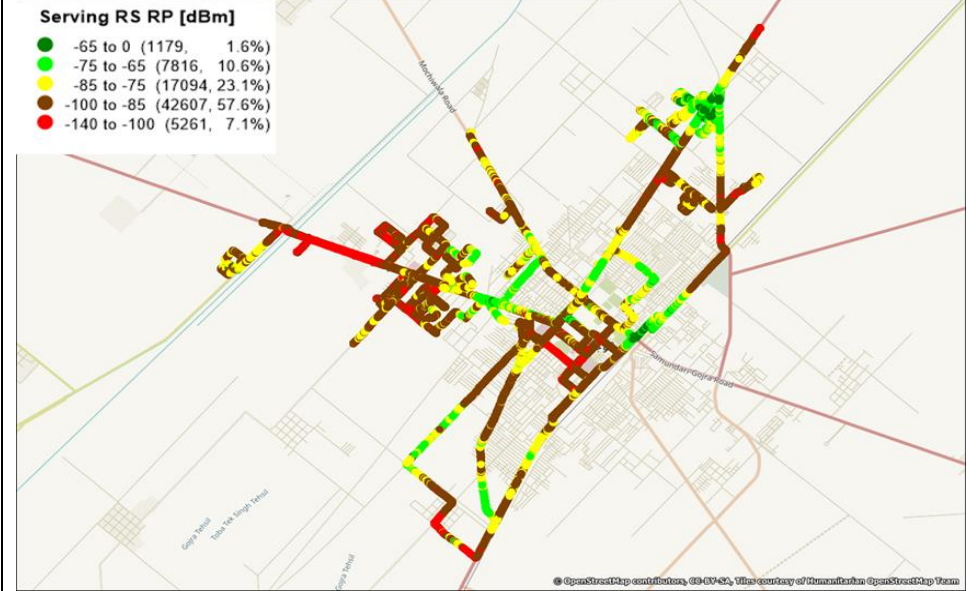 Serving RS RP [dBm]
-65 to 0 (1179, 1.6%)
-75 to -65 (7816, 10.6%)
-85 to -75 (17094, 23.1%)
-100 to -85 (42607, 57.6%)
-140 to -100 (5261, 7.1%)
Mochiwala Road
Samundari Gojra Road
Gojra Tehsil
Toba Tek Singh Tehsil
Gojra Tehsil
© OpenStreetMap contributors, CC-BY-SA, Tiles courtesy of Humanitarian OpenStreetMap Team